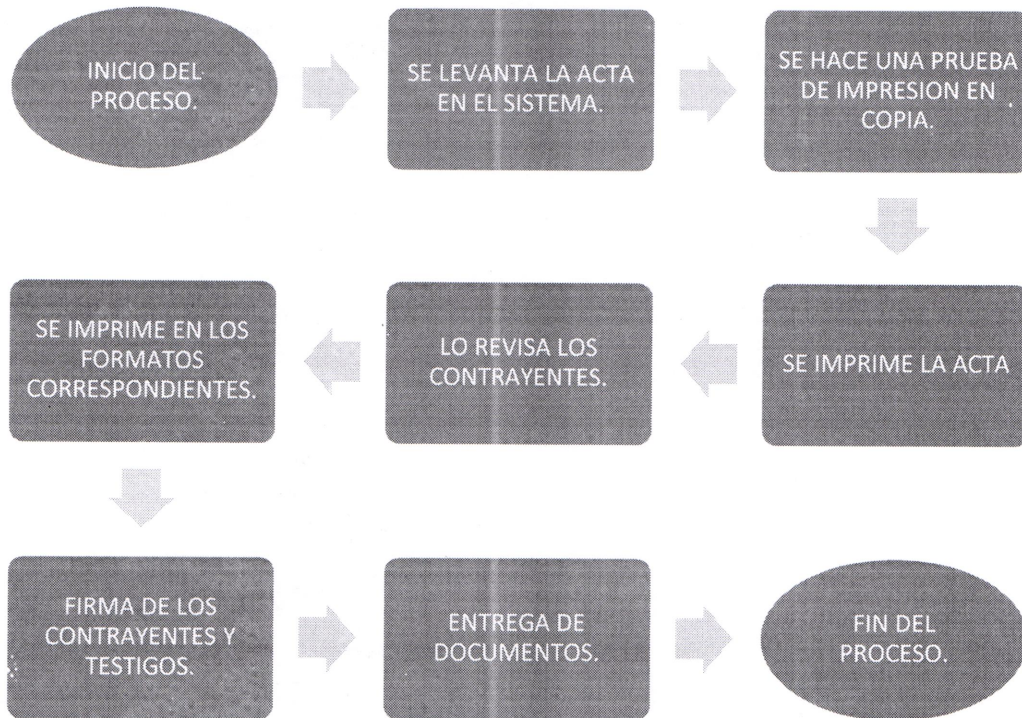 INICIO DEL
PROCESO.
SE LEVANTA LA ACTA
EN EL SISTEMA.
SE HACE UNA PRUEBA
DE IMPRESION EN
COPIA.
SE IMPRIME LA ACTA
LO REVISA LOS
CONTRAYENTES.
SE IMPRIME EN LOS
FORMATOS
CORRESPONDIENTES.
FIRMA DE LOS
CONTRAYENTES Y
TESTIGOS.
ENTREGA DE
DOCUMENTOS.
FIN DEL
PROCESO.